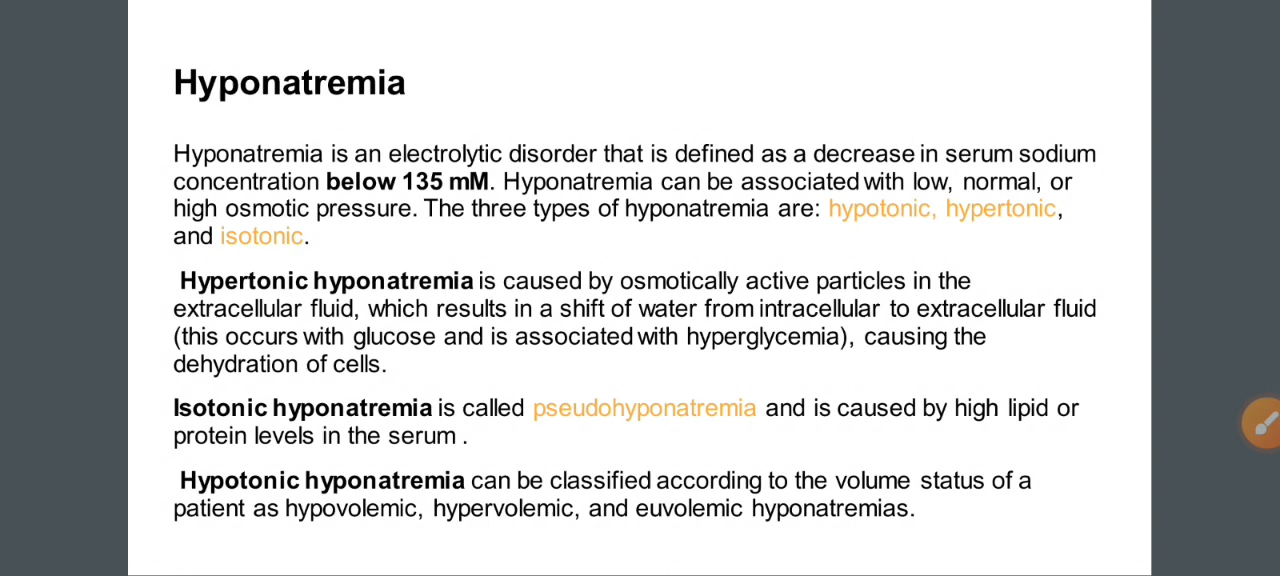 Hyponatremia
Hyponatremia is an electrolytic disorder that is defined as a decrease in serum sodium
concentration below 135 mM. Hyponatremia can be associated with low, normal, or
high osmotic pressure. The three types of hyponatremia are: hypotonic, hypertonic,
and isotonic.
Hypertonic hyponatremia is caused by osmotically active particles in the
extracellular fluid, which results in a shift of water from intracellular to extracellular fluid
(this occurs with glucose and is associated with hyperglycemia), causing the
dehydration of cells.
Isotonic hyponatremia is called pseudohyponatremia and is caused by high lipid or
protein levels in the serum .
Hypotonic hyponatremia can be classified according to the volume status of a
patient as hypovolemic, hypervolemic, and euvolemic hyponatremias.